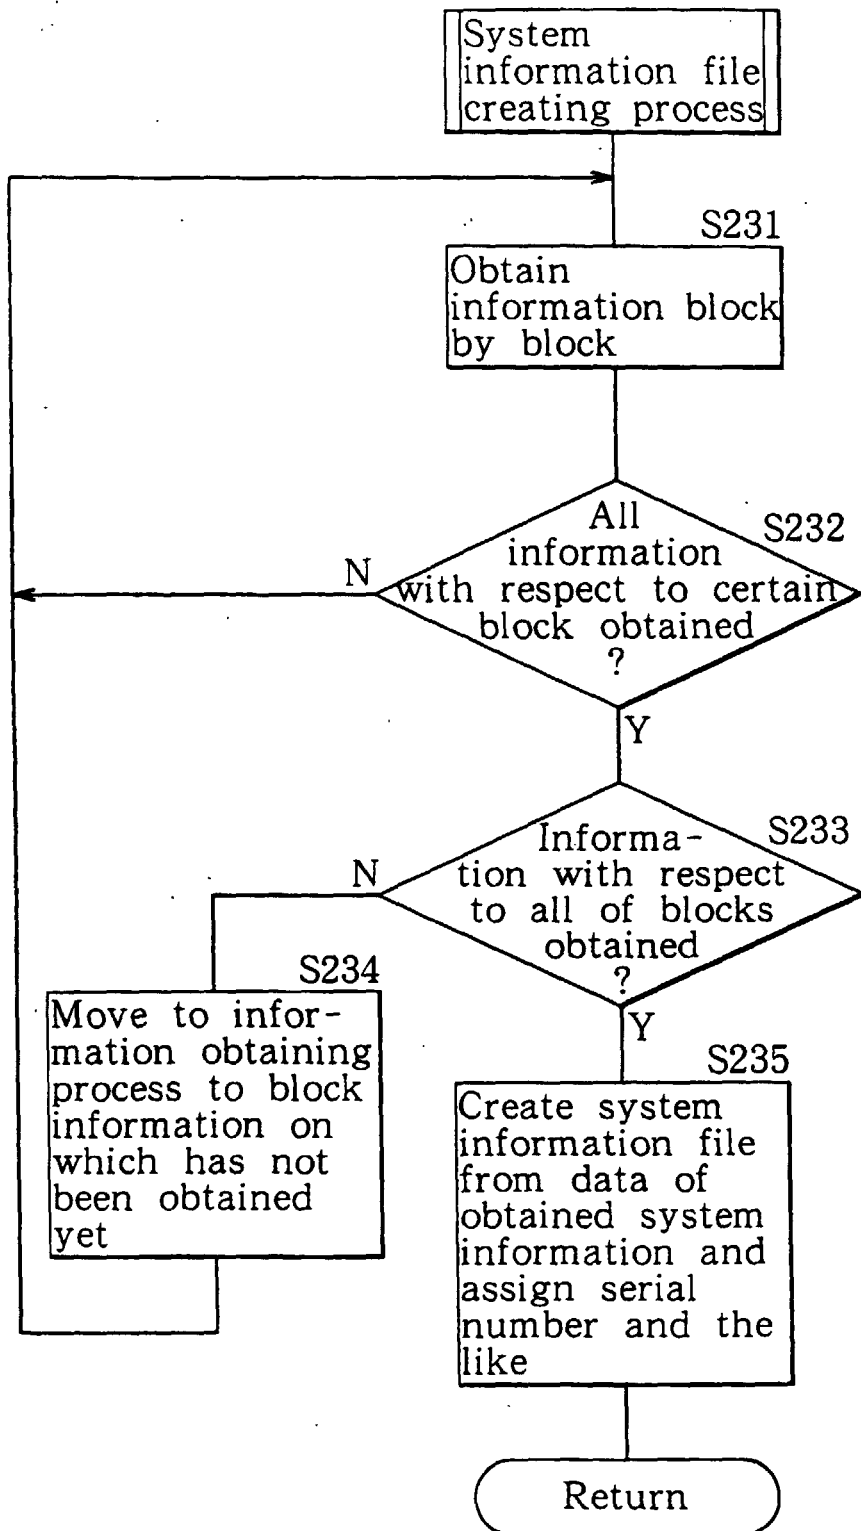 System
information file
creating process
S231
Obtain
information block
by block
S232
All
information
with respect to certain
block obtained
?
N
Y
S233
Informa-
tion with respect
to all of blocks
obtained
?
N
Y
S234
Move to infor-
mation obtaining
process to block
information on
which has not
been obtained
yet
S235
Create system
information file
from data of
obtained system
information and
assign serial
number and the
like
Return